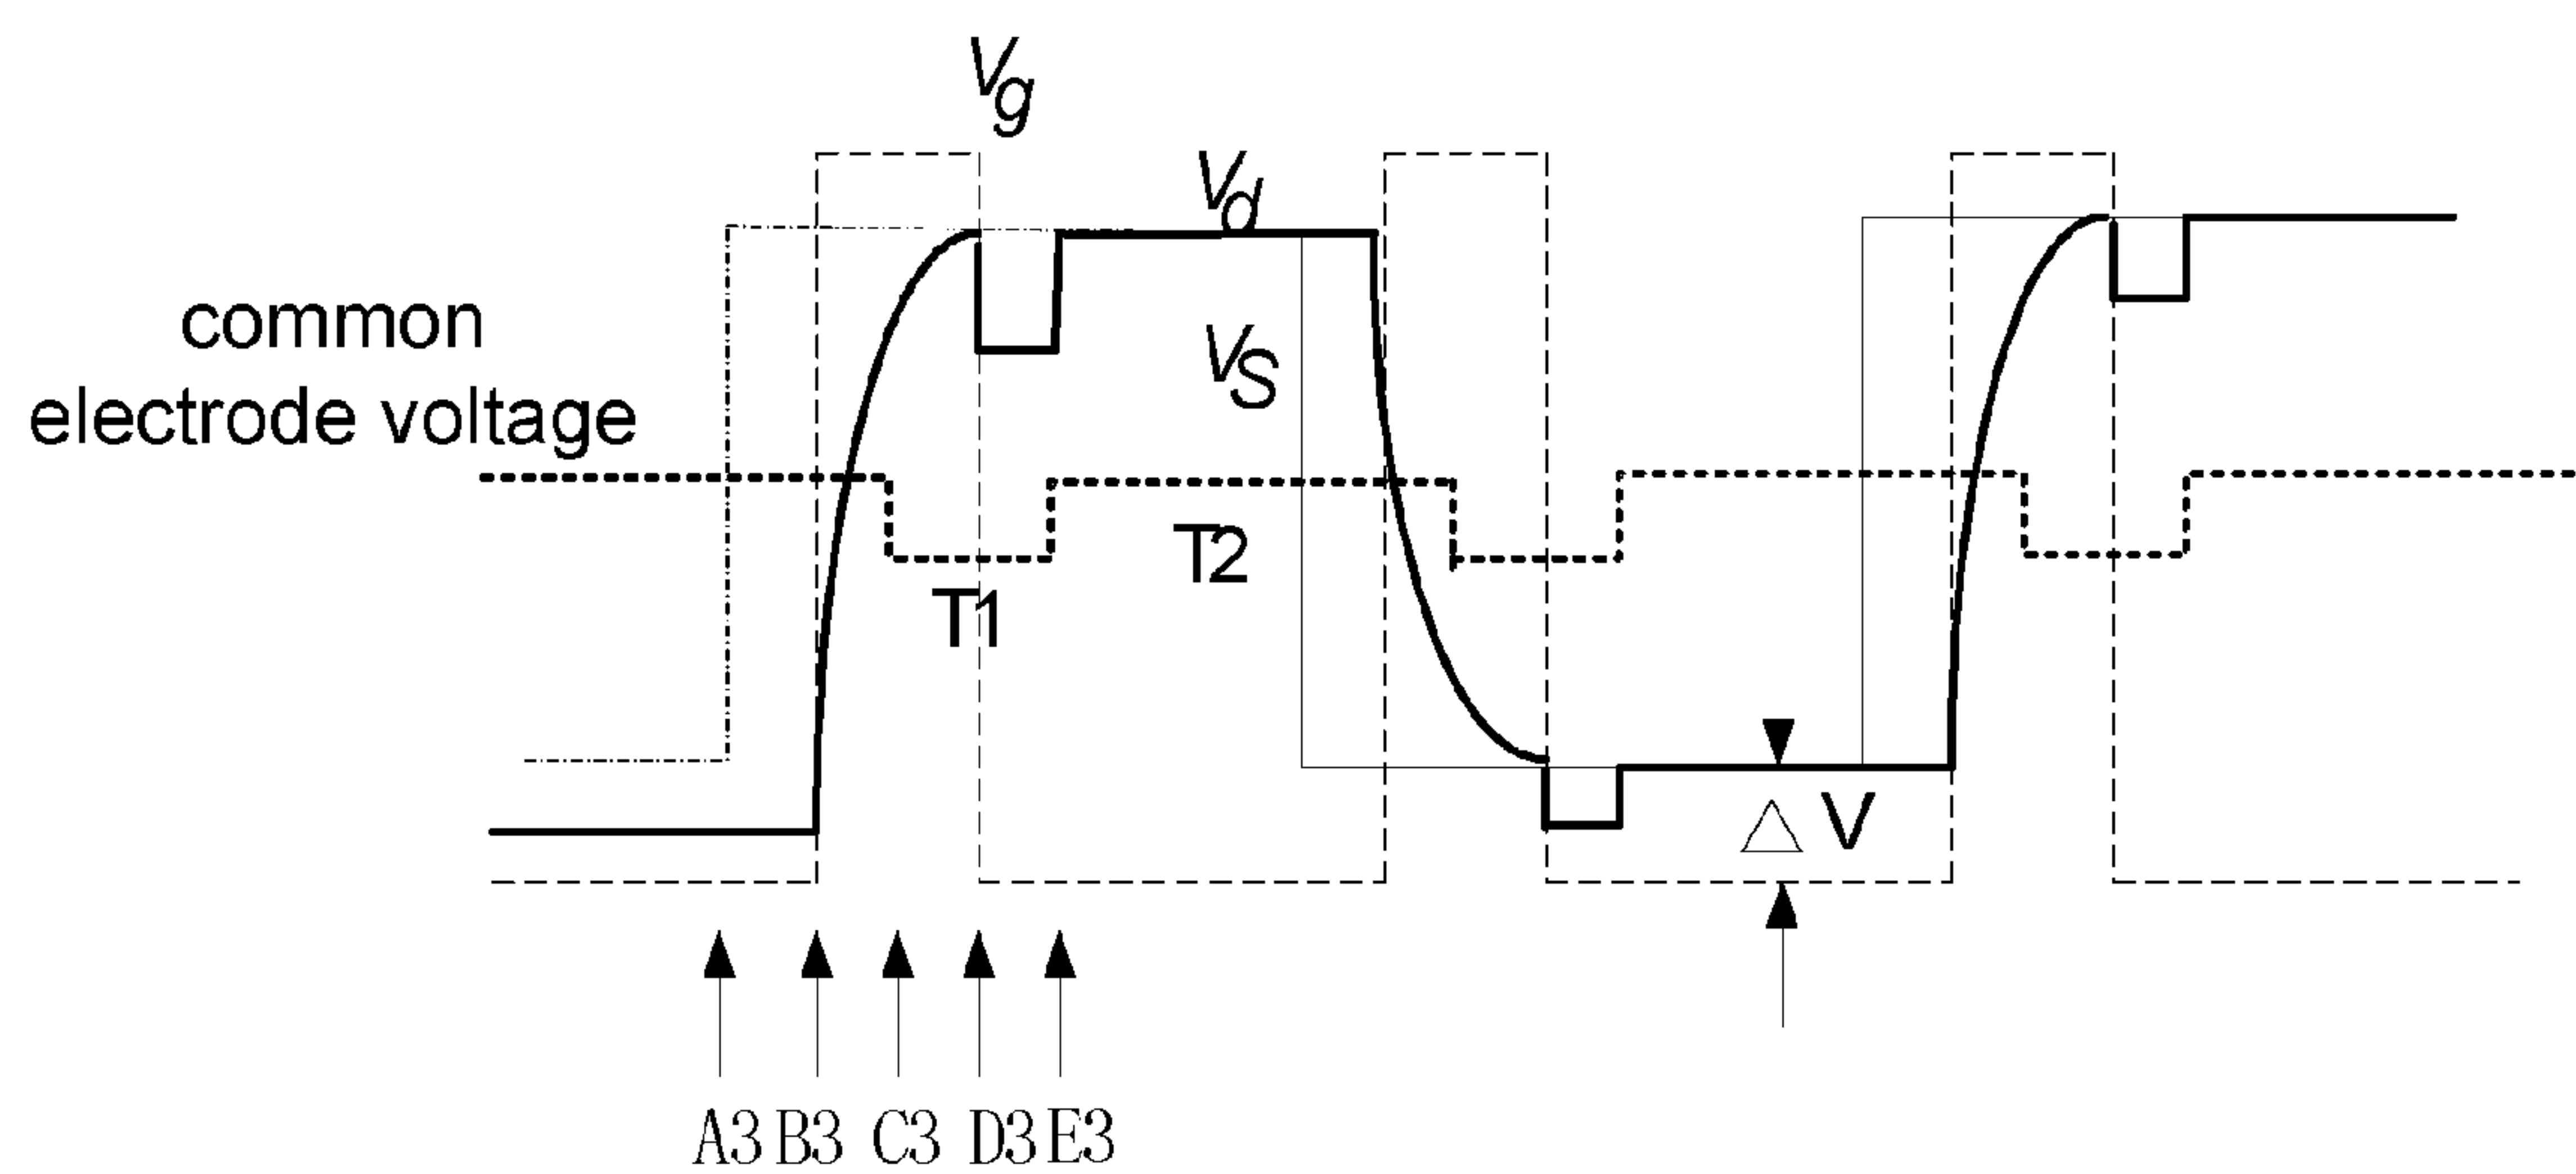 Vg
Vd
common
electrode voltage
VS
T1
T2
△ V
A3 B3 C3 D3 E3